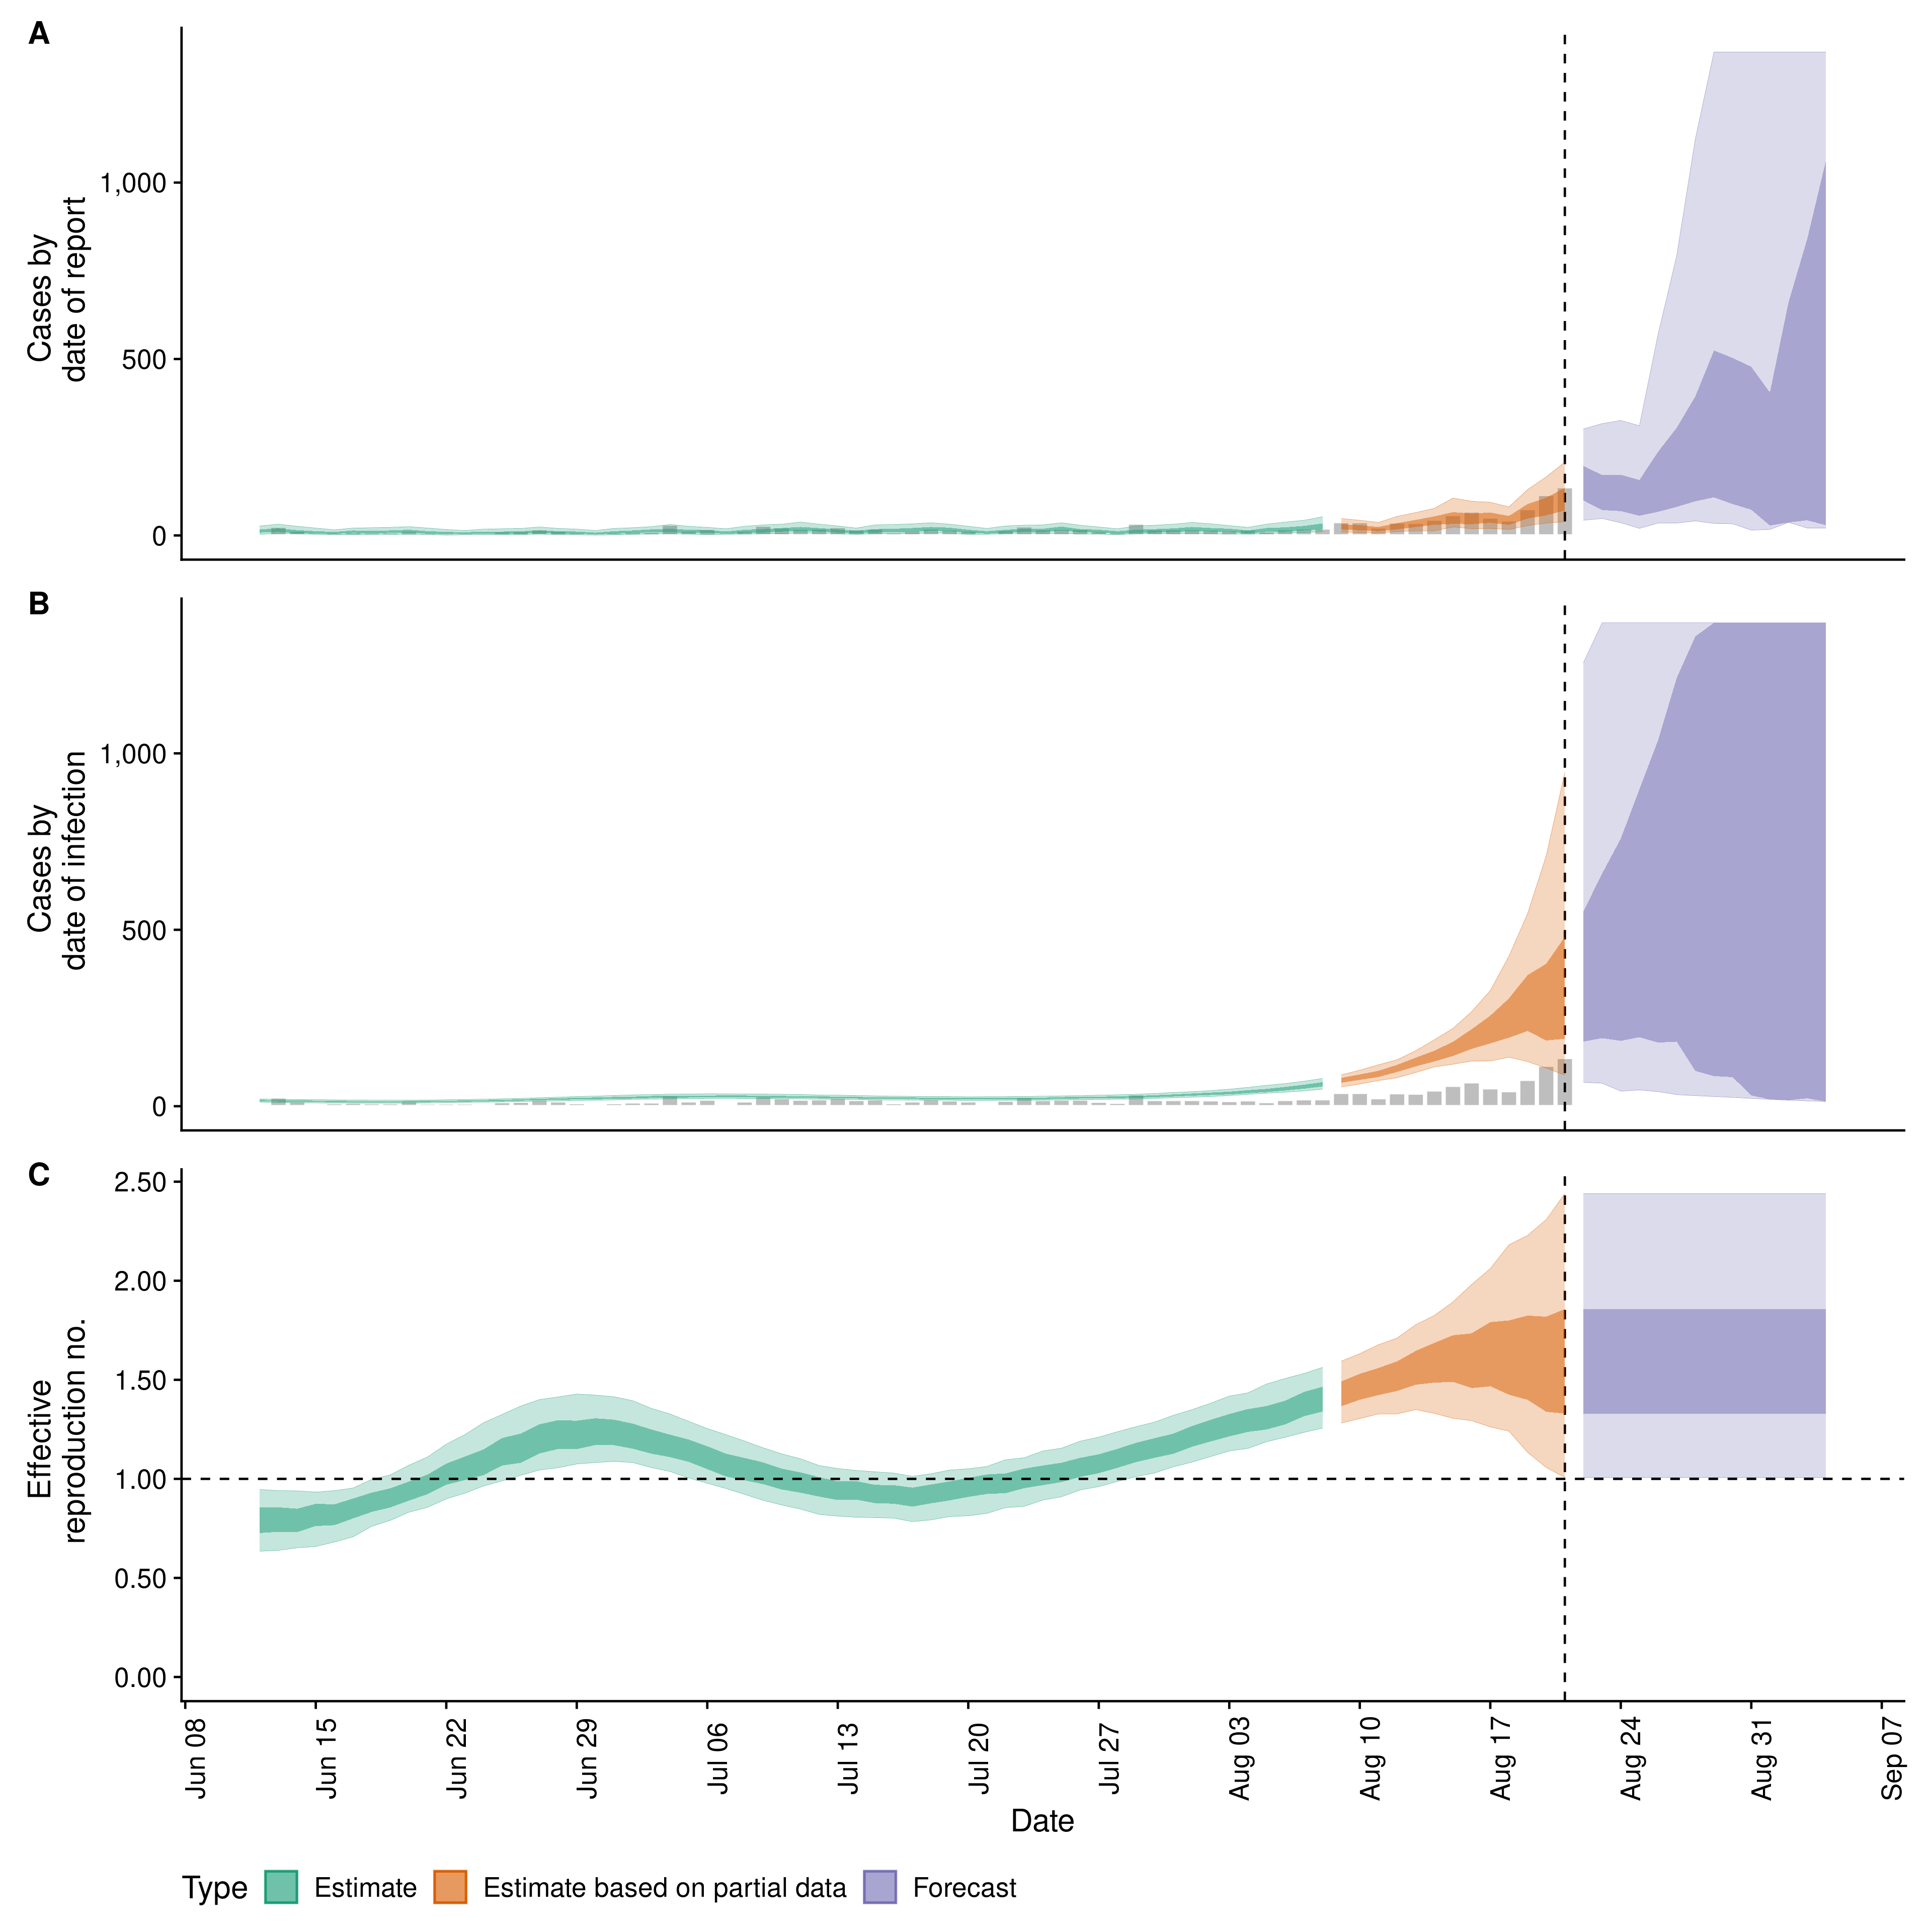 A
Cases by
date of report
1,000
500
0
B
Cases by
date of infection
1,000
500
0
C
Effective
reproduction no.
2.50
2.00
1.50
1.00
0.50
0.00
Jun 08
Jun 15
Jun 22
Jun 29
Jul 06
Jul 13
Jul 20
Jul 27
Aug 03
Aug 10
Aug 17
Aug 24
Aug 31
Sep 07
Date
Type Estimate Estimate based on partial data Forecast